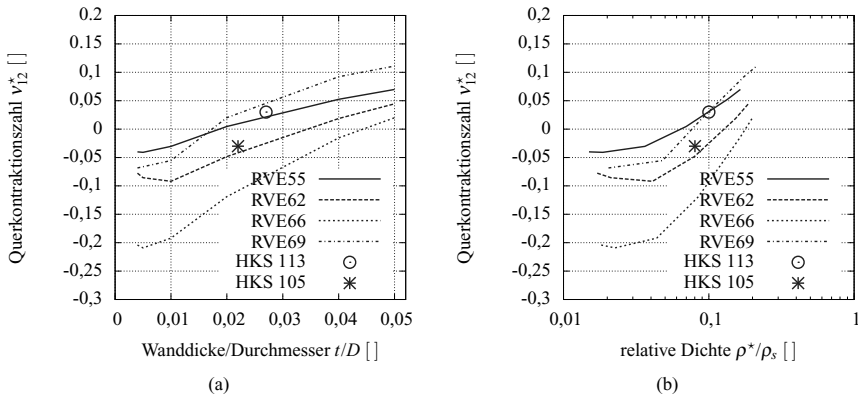 0,2
0,15
0,1
0,05
0
-0,05
-0,1
-0,15
-0,2
-0,25
-0,3
Querkontraktionszahl ν₁₂* [ ]
RVE55
RVE62
RVE66
RVE69
HKS 113
HKS 105
0 0,01 0,02 0,03 0,04 0,05
Wanddicke/Durchmesser t/D [ ]
(a)
0,2
0,15
0,1
0,05
0
-0,05
-0,1
-0,15
-0,2
-0,25
-0,3
Querkontraktionszahl ν₁₂* [ ]
RVE55
RVE62
RVE66
RVE69
HKS 113
HKS 105
0,01 0,1 1
relative Dichte ρ*/ρₛ [ ]
(b)